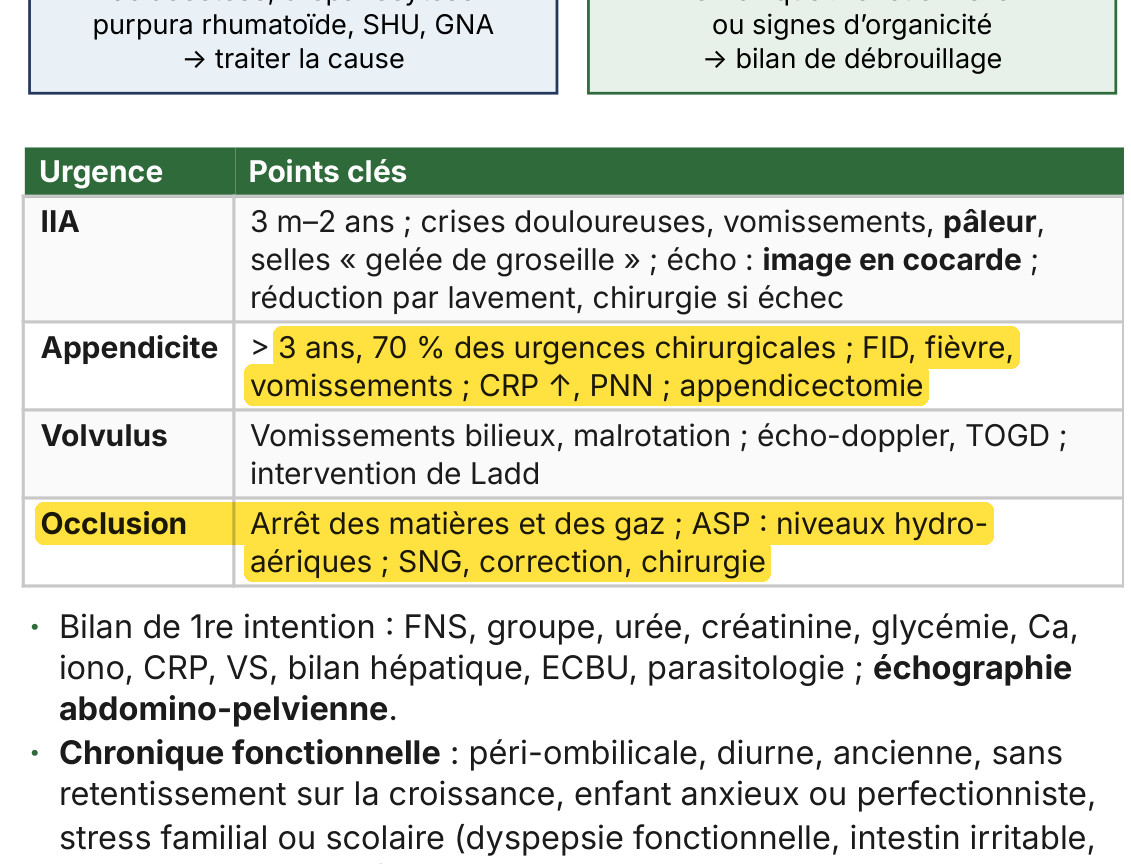 purpura rhumatoïde, SHU, GNA
→ traiter la cause
ou signes d’organicité
→ bilan de débrouillage
Urgence Points clés
IIA 3 m–2 ans ; crises douloureuses, vomissements, pâleur,
selles « gelée de groseille » ; écho : image en cocarde ;
réduction par lavement, chirurgie si échec
Appendicite > 3 ans, 70 % des urgences chirurgicales ; FID, fièvre,
vomissements ; CRP ↑, PNN ; appendicectomie
Volvulus Vomissements bilieux, malrotation ; écho-doppler, TOGD ;
intervention de Ladd
Occlusion Arrêt des matières et des gaz ; ASP : niveaux hydro-
aériques ; SNG, correction, chirurgie
• Bilan de 1re intention : FNS, groupe, urée, créatinine, glycémie, Ca,
iono, CRP, VS, bilan hépatique, ECBU, parasitologie ; échographie
abdomino-pelvienne.
• Chronique fonctionnelle : péri-ombilicale, diurne, ancienne, sans
retentissement sur la croissance, enfant anxieux ou perfectionniste,
stress familial ou scolaire (dyspepsie fonctionnelle, intestin irritable,